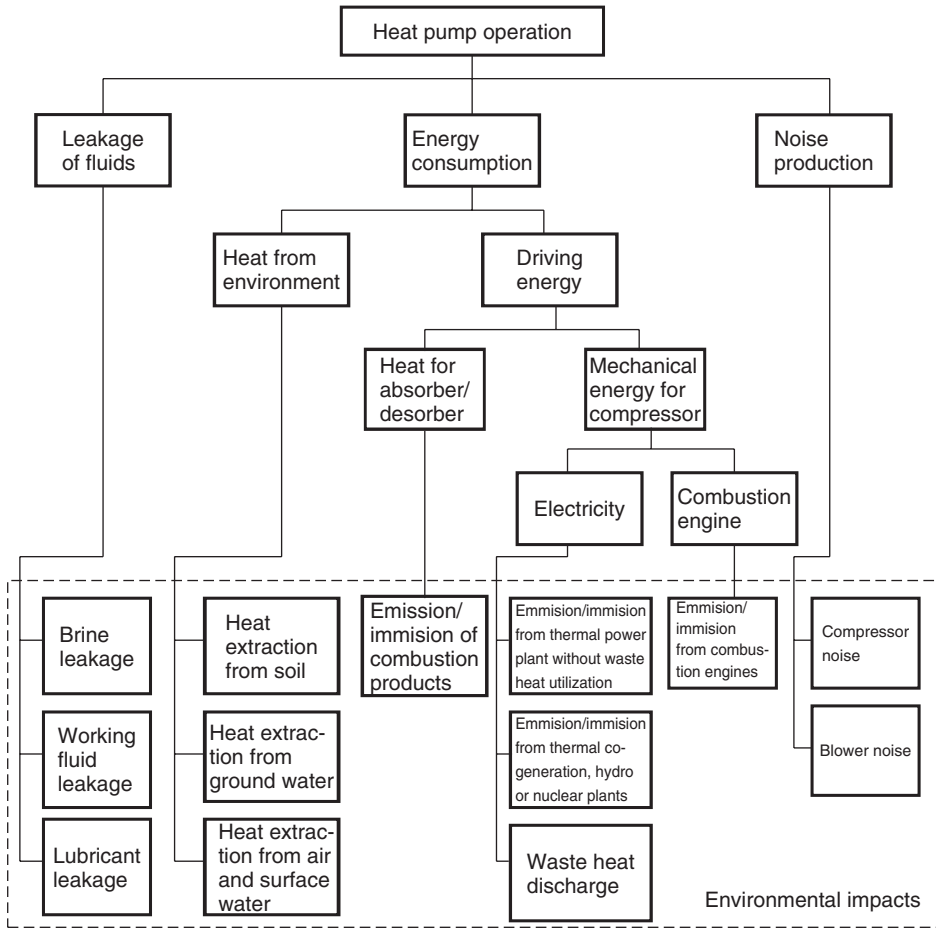 Heat pump operation
Leakage
of fluids
Energy
consumption
Noise
production
Heat from
environment
Driving
energy
Heat for
absorber/
desorber
Mechanical
energy for
compressor
Electricity
Combustion
engine
Brine
leakage
Heat
extraction
from soil
Emission/
immision of
combustion
products
Emmision/immision
from thermal power
plant without waste
heat utilization
Emmision/
immision
from combus-
tion engines
Compressor
noise
Working
fluid
leakage
Heat extrac-
tion from
ground water
Emmision/immision
from thermal co-
generation, hydro
or nuclear plants
Blower noise
Lubricant
leakage
Heat extrac-
tion from air
and surface
water
Waste heat
discharge
Environmental impacts